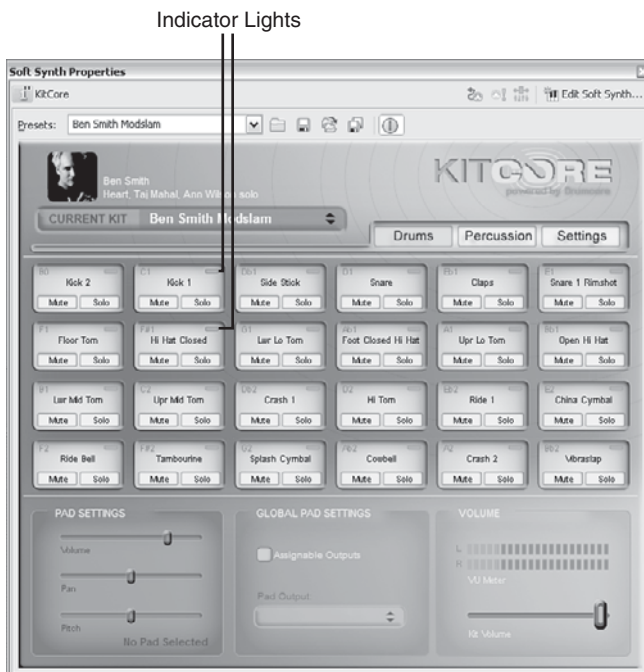 Indicator Lights
Soft Synth Properties
KitCore
Edit Soft Synth...
Presets: Ben Smith Modslam
Ben Smith
Heart, Taj Mahal, Ann Wilson solo
KITCORE
powered by
CURRENT KIT Ben Smith Modslam
Drums Percussion Settings
B0 C1 Db1 D1 Eb1 E1
Kick 2 Kick 1 Side Stick Snare Claps Snare 1 Rimshot
Mute Solo Mute Solo Mute Solo Mute Solo Mute Solo Mute Solo
F1 F#1 G1 Ab1 A1 Bb1
Floor Tom Hi Hat Closed Lwr Lo Tom Foot Closed Hi Hat Upr Lo Tom Open Hi Hat
Mute Solo Mute Solo Mute Solo Mute Solo Mute Solo Mute Solo
B1 C2 Db2 D2 Eb2 E2
Lwr Mid Tom Upr Mid Tom Crash 1 Hi Tom Ride 1 China Cymbal
Mute Solo Mute Solo Mute Solo Mute Solo Mute Solo Mute Solo
F2 F#2 G2 Ab2 A2 Bb2
Ride Bell Tambourine Splash Cymbal Cowbell Crash 2 Vibraslap
Mute Solo Mute Solo Mute Solo Mute Solo Mute Solo Mute Solo
PAD SETTINGS
Volume
Pan
Pitch
No Pad Selected
GLOBAL PAD SETTINGS
Assignable Outputs
Pad Output:
VOLUME
L
R
VU Meter
Kit Volume